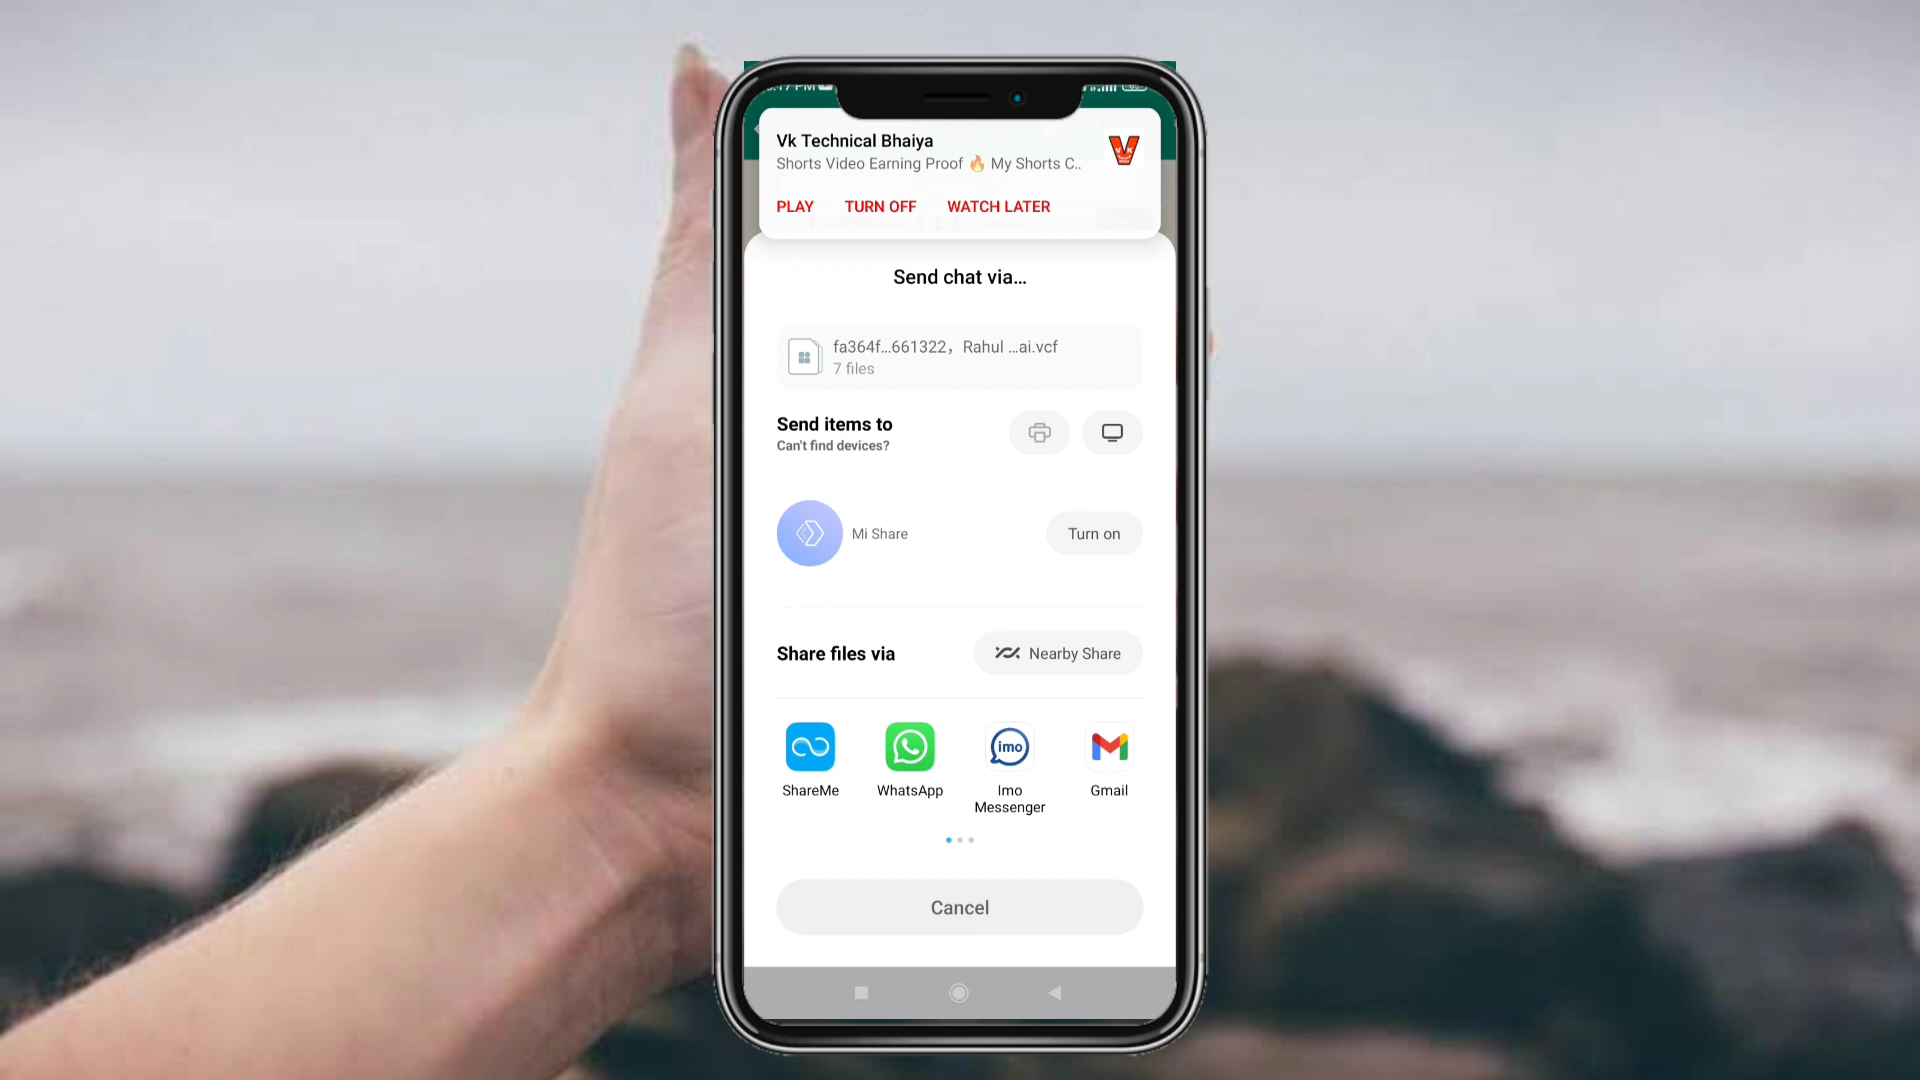 Vk Technical Bhaiya
Shorts Video Earning Proof 🔥 My Shorts C..
PLAY TURN OFF WATCH LATER
Send chat via...
fa364f...661322, Rahul ...ai.vcf
7 files
Send items to
Can't find devices?
Mi Share
Turn on
Share files via
Nearby Share
ShareMe
WhatsApp
imo
Imo
Messenger
Gmail
Cancel